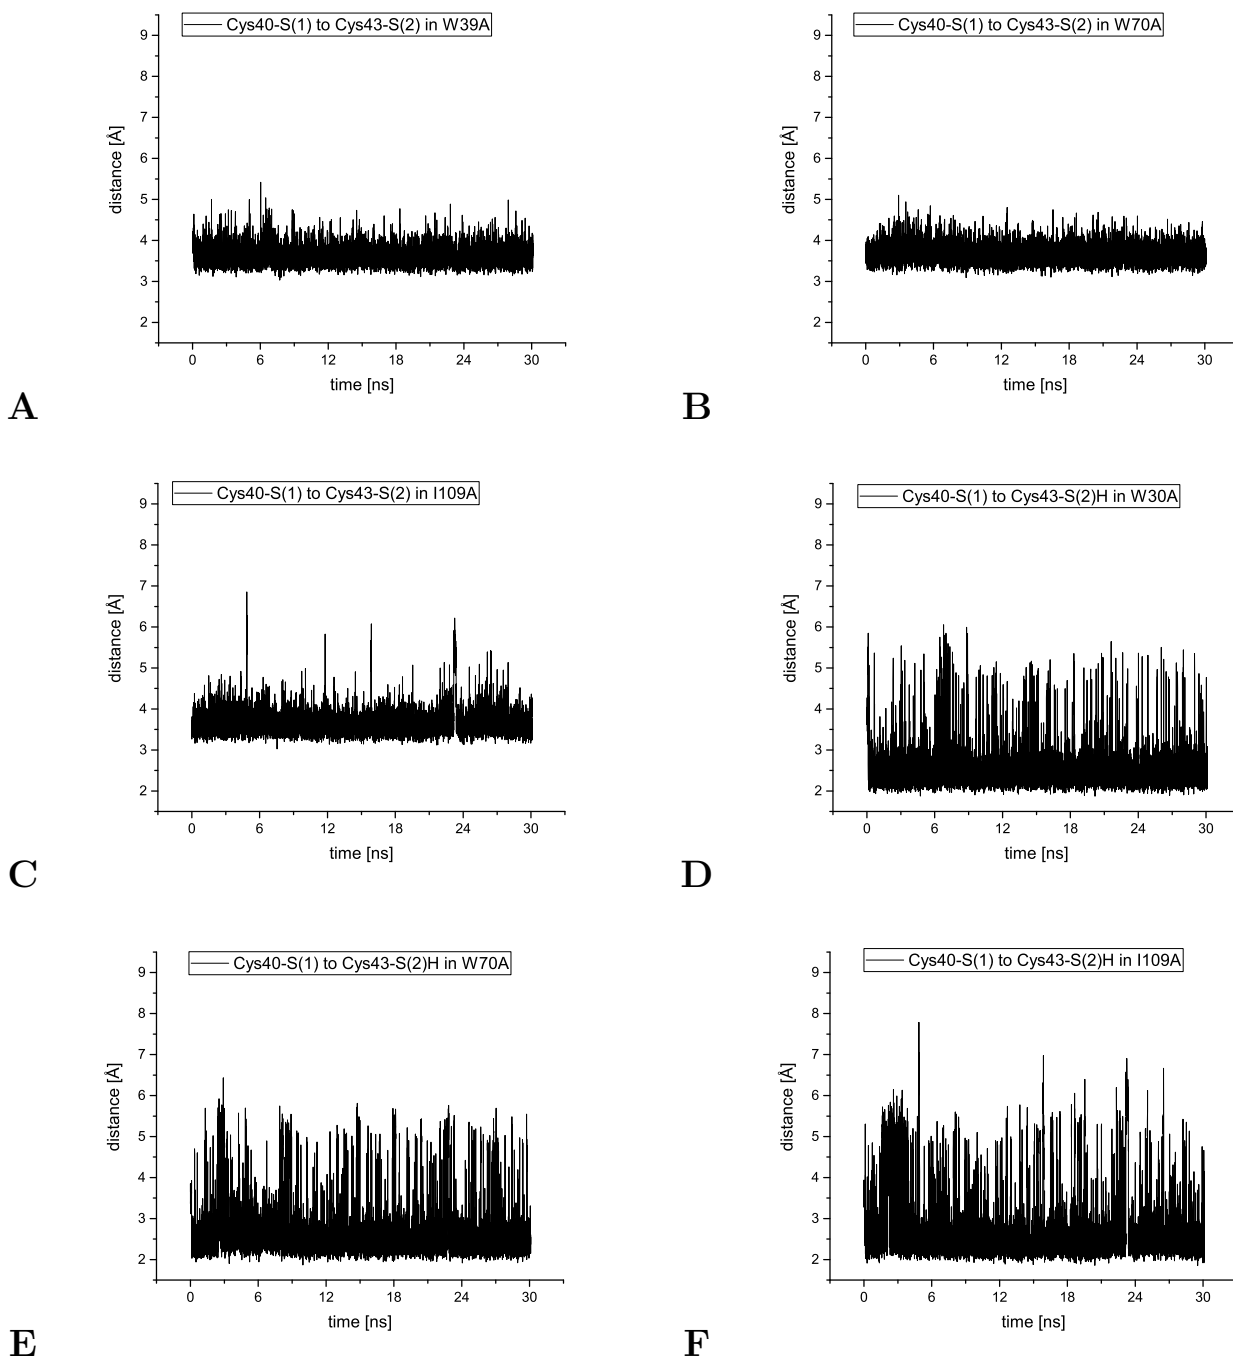 Cys40-S(1) to Cys43-S(2) in W39A
9
8
7
6
5
4
3
2
distance [Å]
0 6 12 18 24 30
time [ns]
A
Cys40-S(1) to Cys43-S(2) in W70A
9
8
7
6
5
4
3
2
distance [Å]
0 6 12 18 24 30
time [ns]
B
Cys40-S(1) to Cys43-S(2) in I109A
9
8
7
6
5
4
3
2
distance [Å]
0 6 12 18 24 30
time [ns]
C
Cys40-S(1) to Cys43-S(2)H in W30A
9
8
7
6
5
4
3
2
distance [Å]
0 6 12 18 24 30
time [ns]
D
Cys40-S(1) to Cys43-S(2)H in W70A
9
8
7
6
5
4
3
2
distance [Å]
0 6 12 18 24 30
time [ns]
E
Cys40-S(1) to Cys43-S(2)H in I109A
9
8
7
6
5
4
3
2
distance [Å]
0 6 12 18 24 30
time [ns]
F